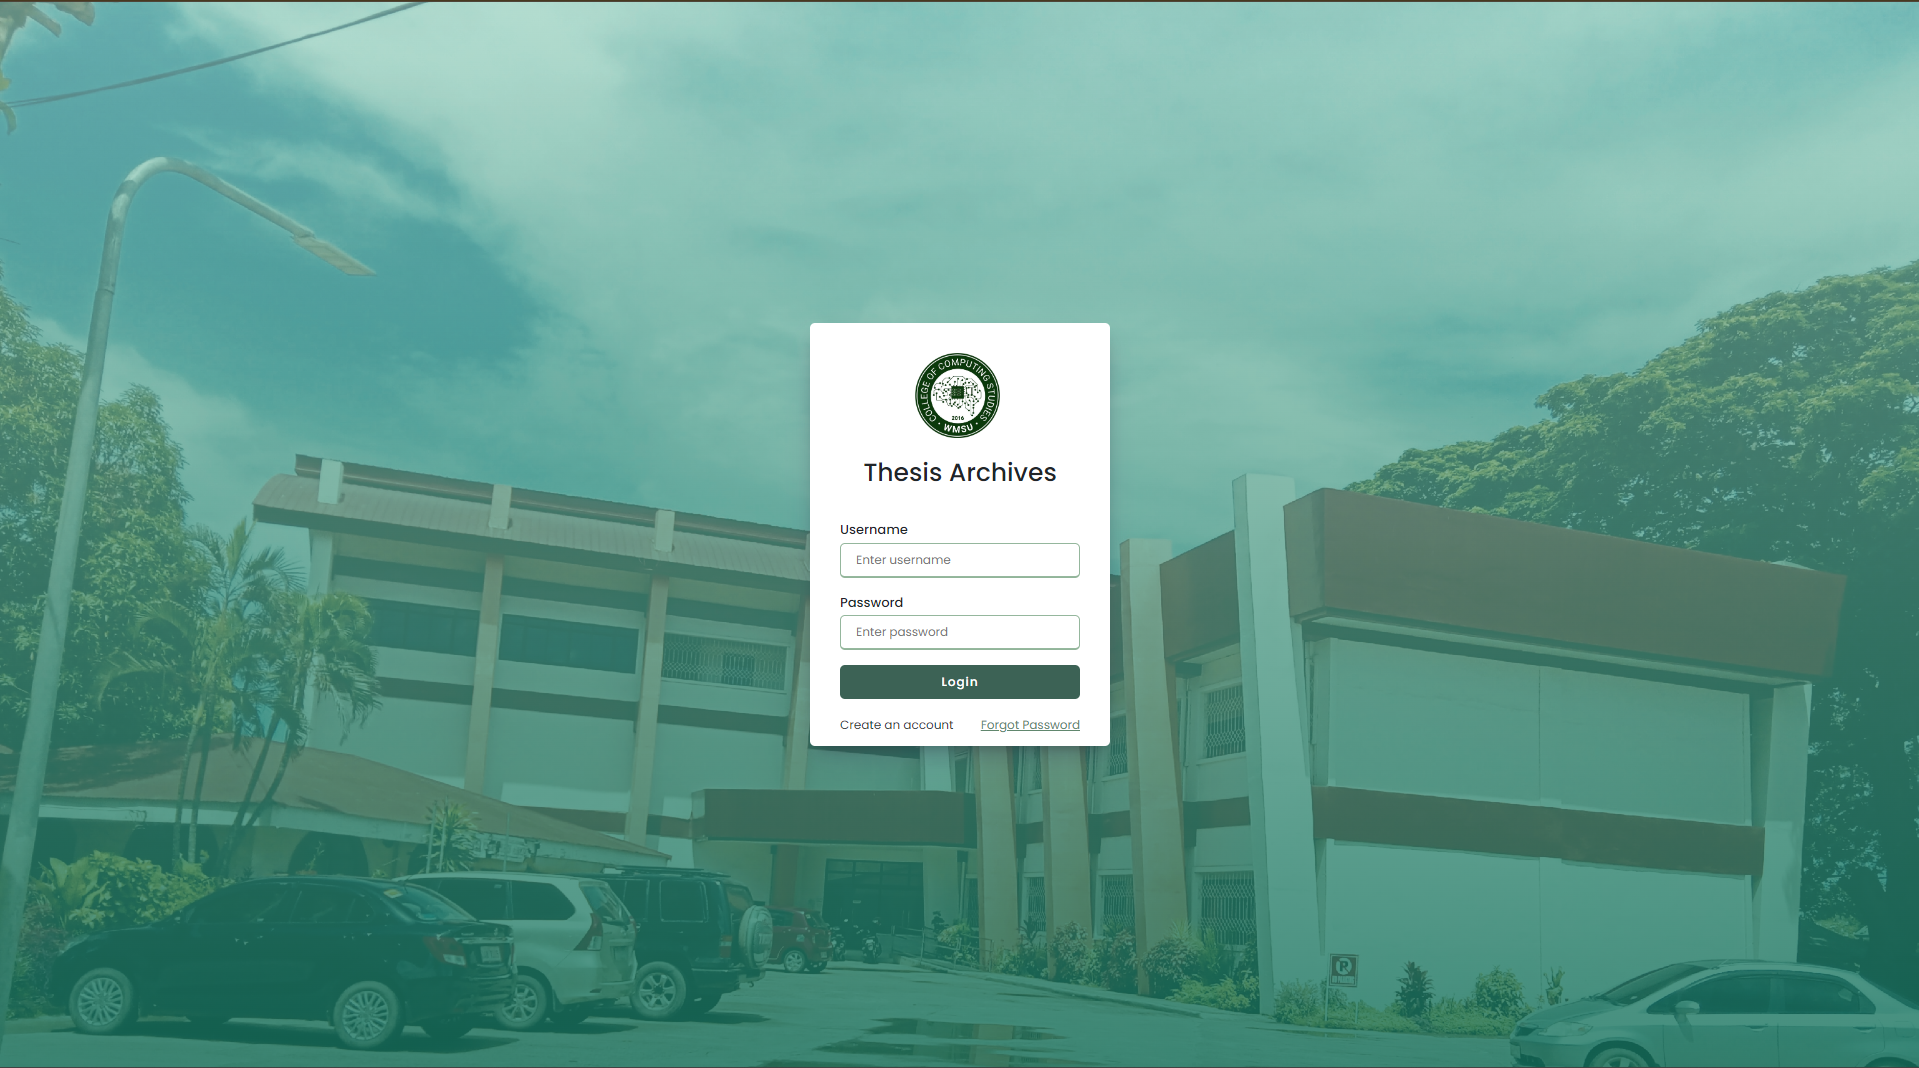 COLLEGE OF COMPUTING STUDIES
2016
WMSU
Thesis Archives
Username
Enter username
Password
Enter password
Login
Create an account Forgot Password